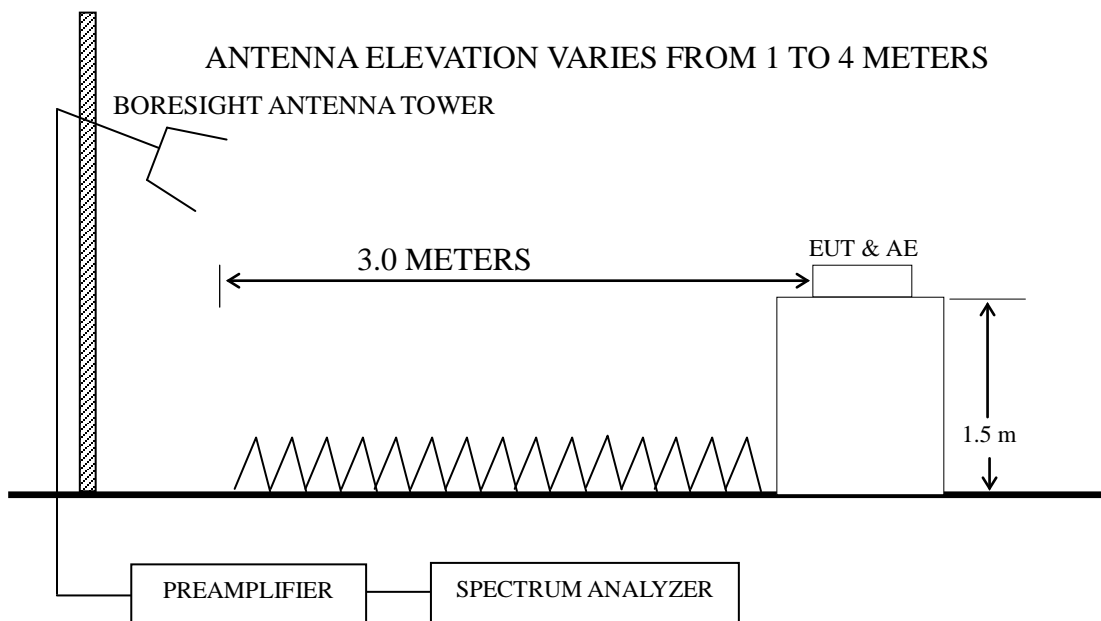 ANTENNA ELEVATION VARIES FROM 1 TO 4 METERS
BORESIGHT ANTENNA TOWER
EUT & AE
3.0 METERS
1.5 m
PREAMPLIFIER
SPECTRUM ANALYZER